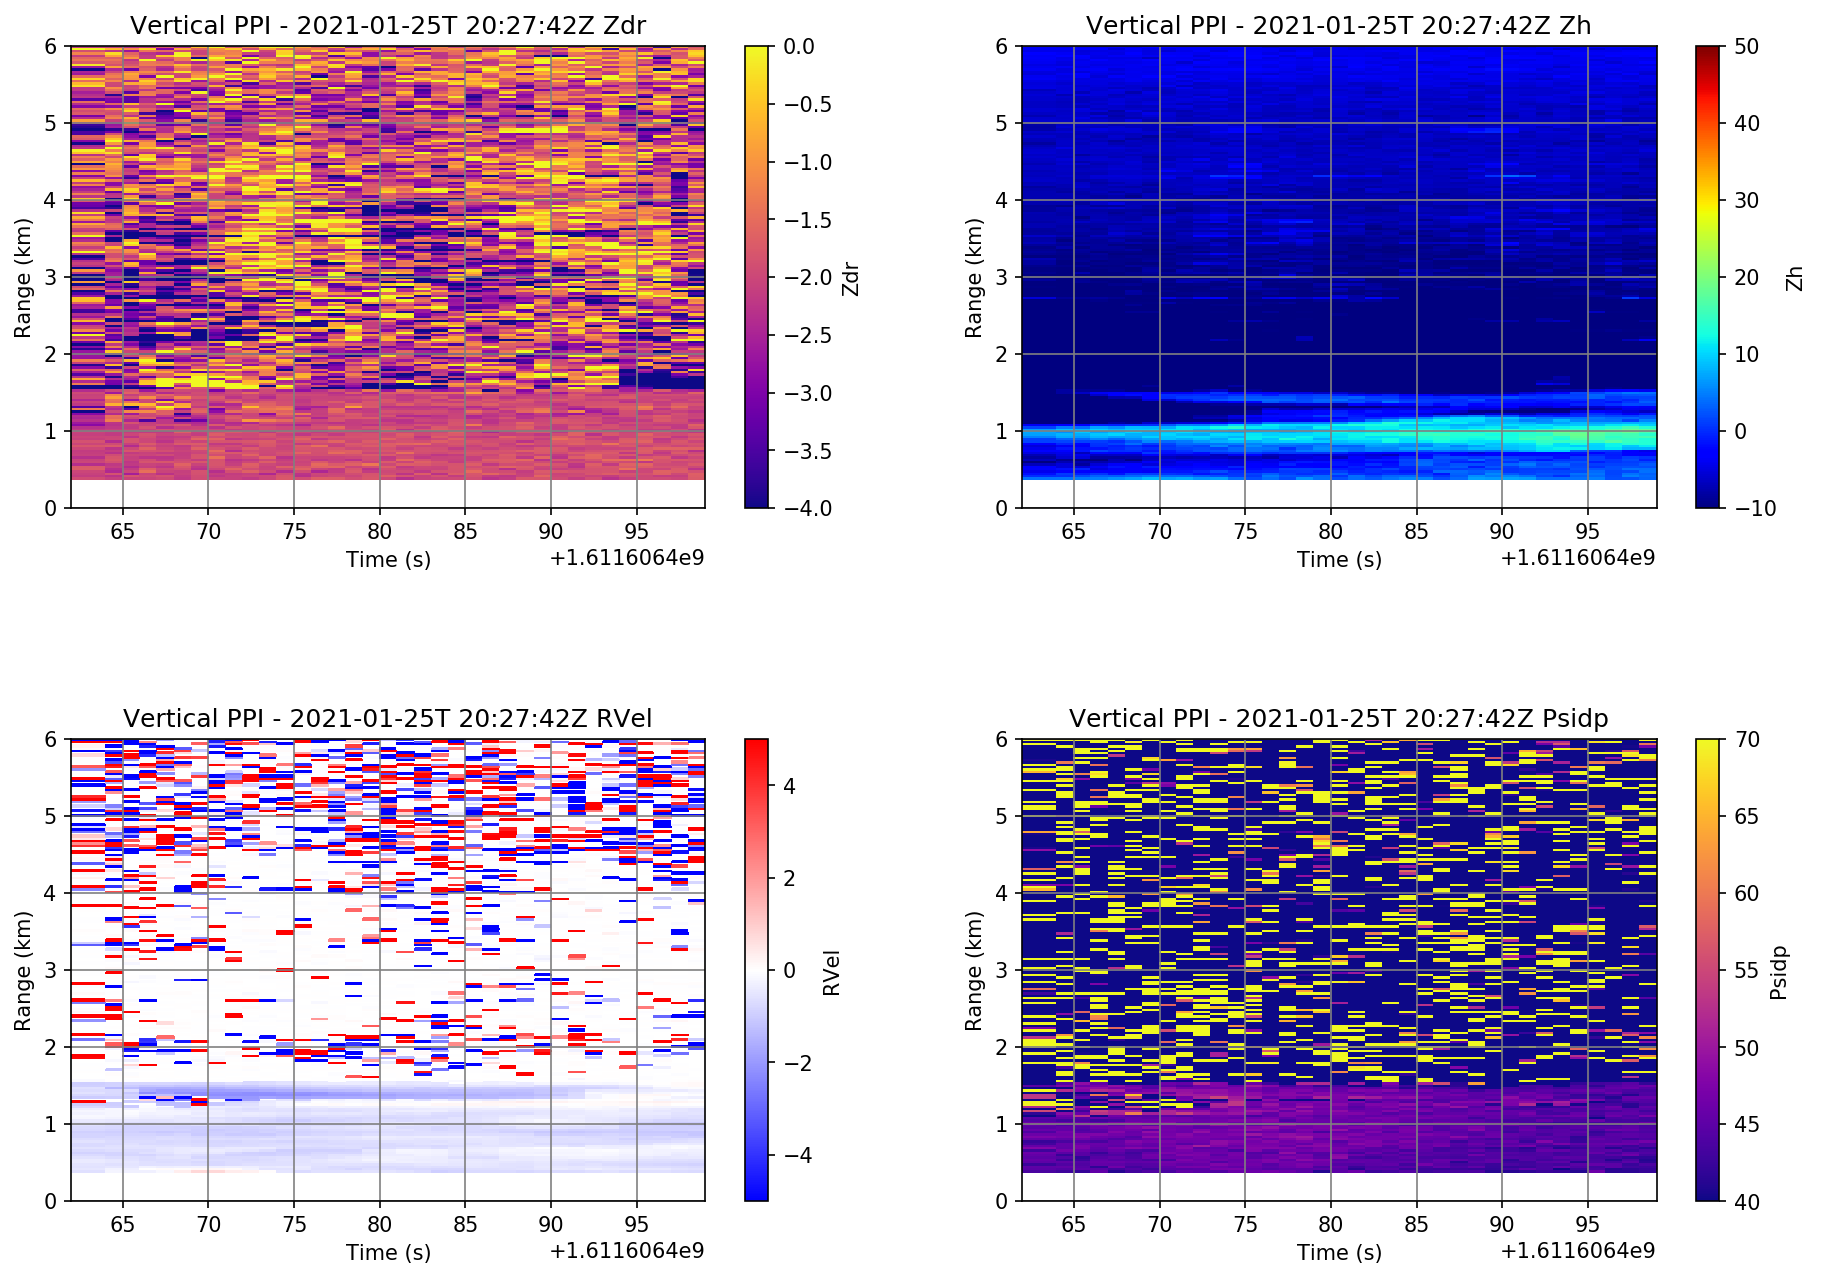 Vertical PPI - 2021-01-25T 20:27:42Z Zdr
6
5
4
3
2
1
0
Range (km)
65 70 75 80 85 90 95
Time (s)
+1.6116064e9
0.0
−0.5
−1.0
−1.5
−2.0
−2.5
−3.0
−3.5
−4.0
Zdr
Vertical PPI - 2021-01-25T 20:27:42Z Zh
6
5
4
3
2
1
0
Range (km)
65 70 75 80 85 90 95
Time (s)
+1.6116064e9
50
40
30
20
10
0
−10
Zh
Vertical PPI - 2021-01-25T 20:27:42Z RVel
6
5
4
3
2
1
0
Range (km)
65 70 75 80 85 90 95
Time (s)
+1.6116064e9
4
2
0
−2
−4
RVel
Vertical PPI - 2021-01-25T 20:27:42Z Psidp
6
5
4
3
2
1
0
Range (km)
65 70 75 80 85 90 95
Time (s)
+1.6116064e9
70
65
60
55
50
45
40
Psidp